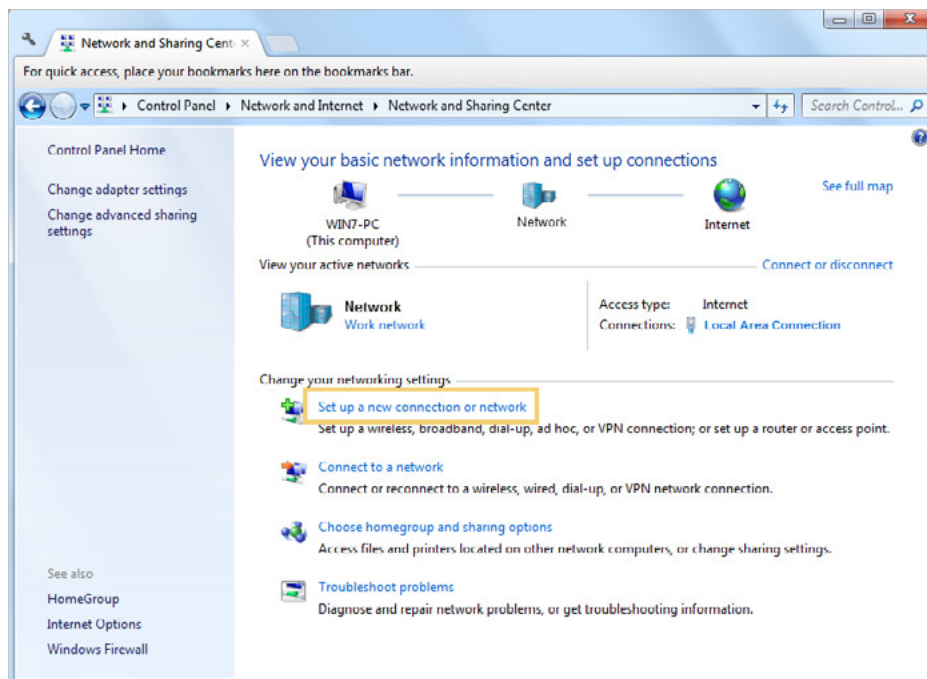 Network and Sharing Cent
For quick access, place your bookmarks here on the bookmarks bar.
Control Panel Network and Internet Network and Sharing Center
Search Control...
Control Panel Home
Change adapter settings
Change advanced sharing
settings
View your basic network information and set up connections
See full map
WIN7-PC
(This computer)
Network
Internet
View your active networks
Connect or disconnect
Network
Work network
Access type: Internet
Connections: Local Area Connection
Change your networking settings
Set up a new connection or network
Set up a wireless, broadband, dial-up, ad hoc, or VPN connection; or set up a router or access point.
Connect to a network
Connect or reconnect to a wireless, wired, dial-up, or VPN network connection.
Choose homegroup and sharing options
Access files and printers located on other network computers, or change sharing settings.
Troubleshoot problems
Diagnose and repair network problems, or get troubleshooting information.
See also
HomeGroup
Internet Options
Windows Firewall